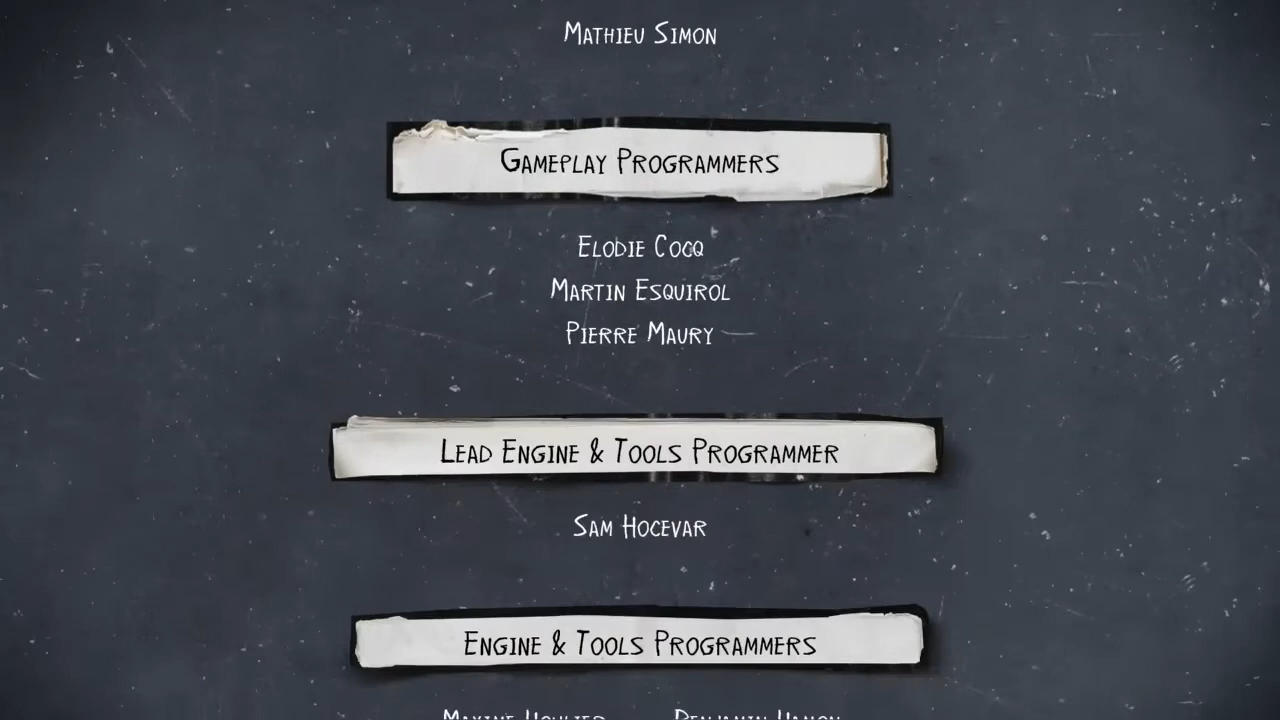 Mathieu Simon
Gameplay Programmers
Elodie Cocq
Martin Esquirol
Pierre Maury
Lead Engine & Tools Programmer
Sam Hocevar
Engine & Tools Programmers